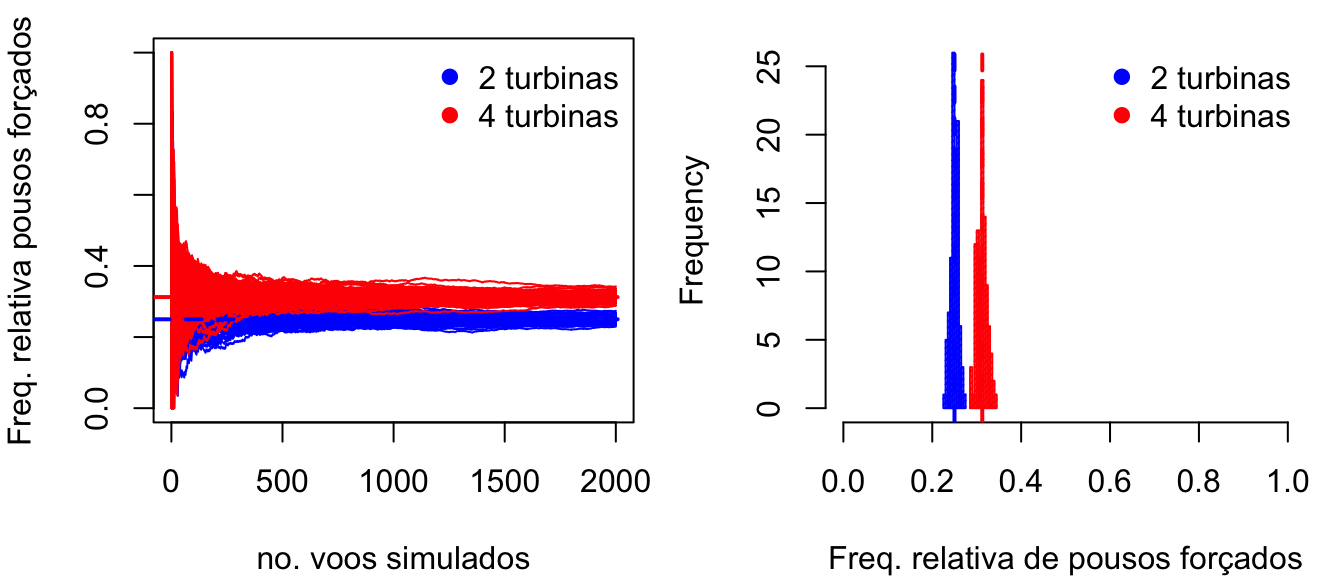 Freq. relativa pousos forçados
0.0
0.4
0.8
2 turbinas
4 turbinas
0
500
1000
1500
2000
no. voos simulados
Frequency
0
5
10
15
20
25
2 turbinas
4 turbinas
0.0
0.2
0.4
0.6
0.8
1.0
Freq. relativa de pousos forçados